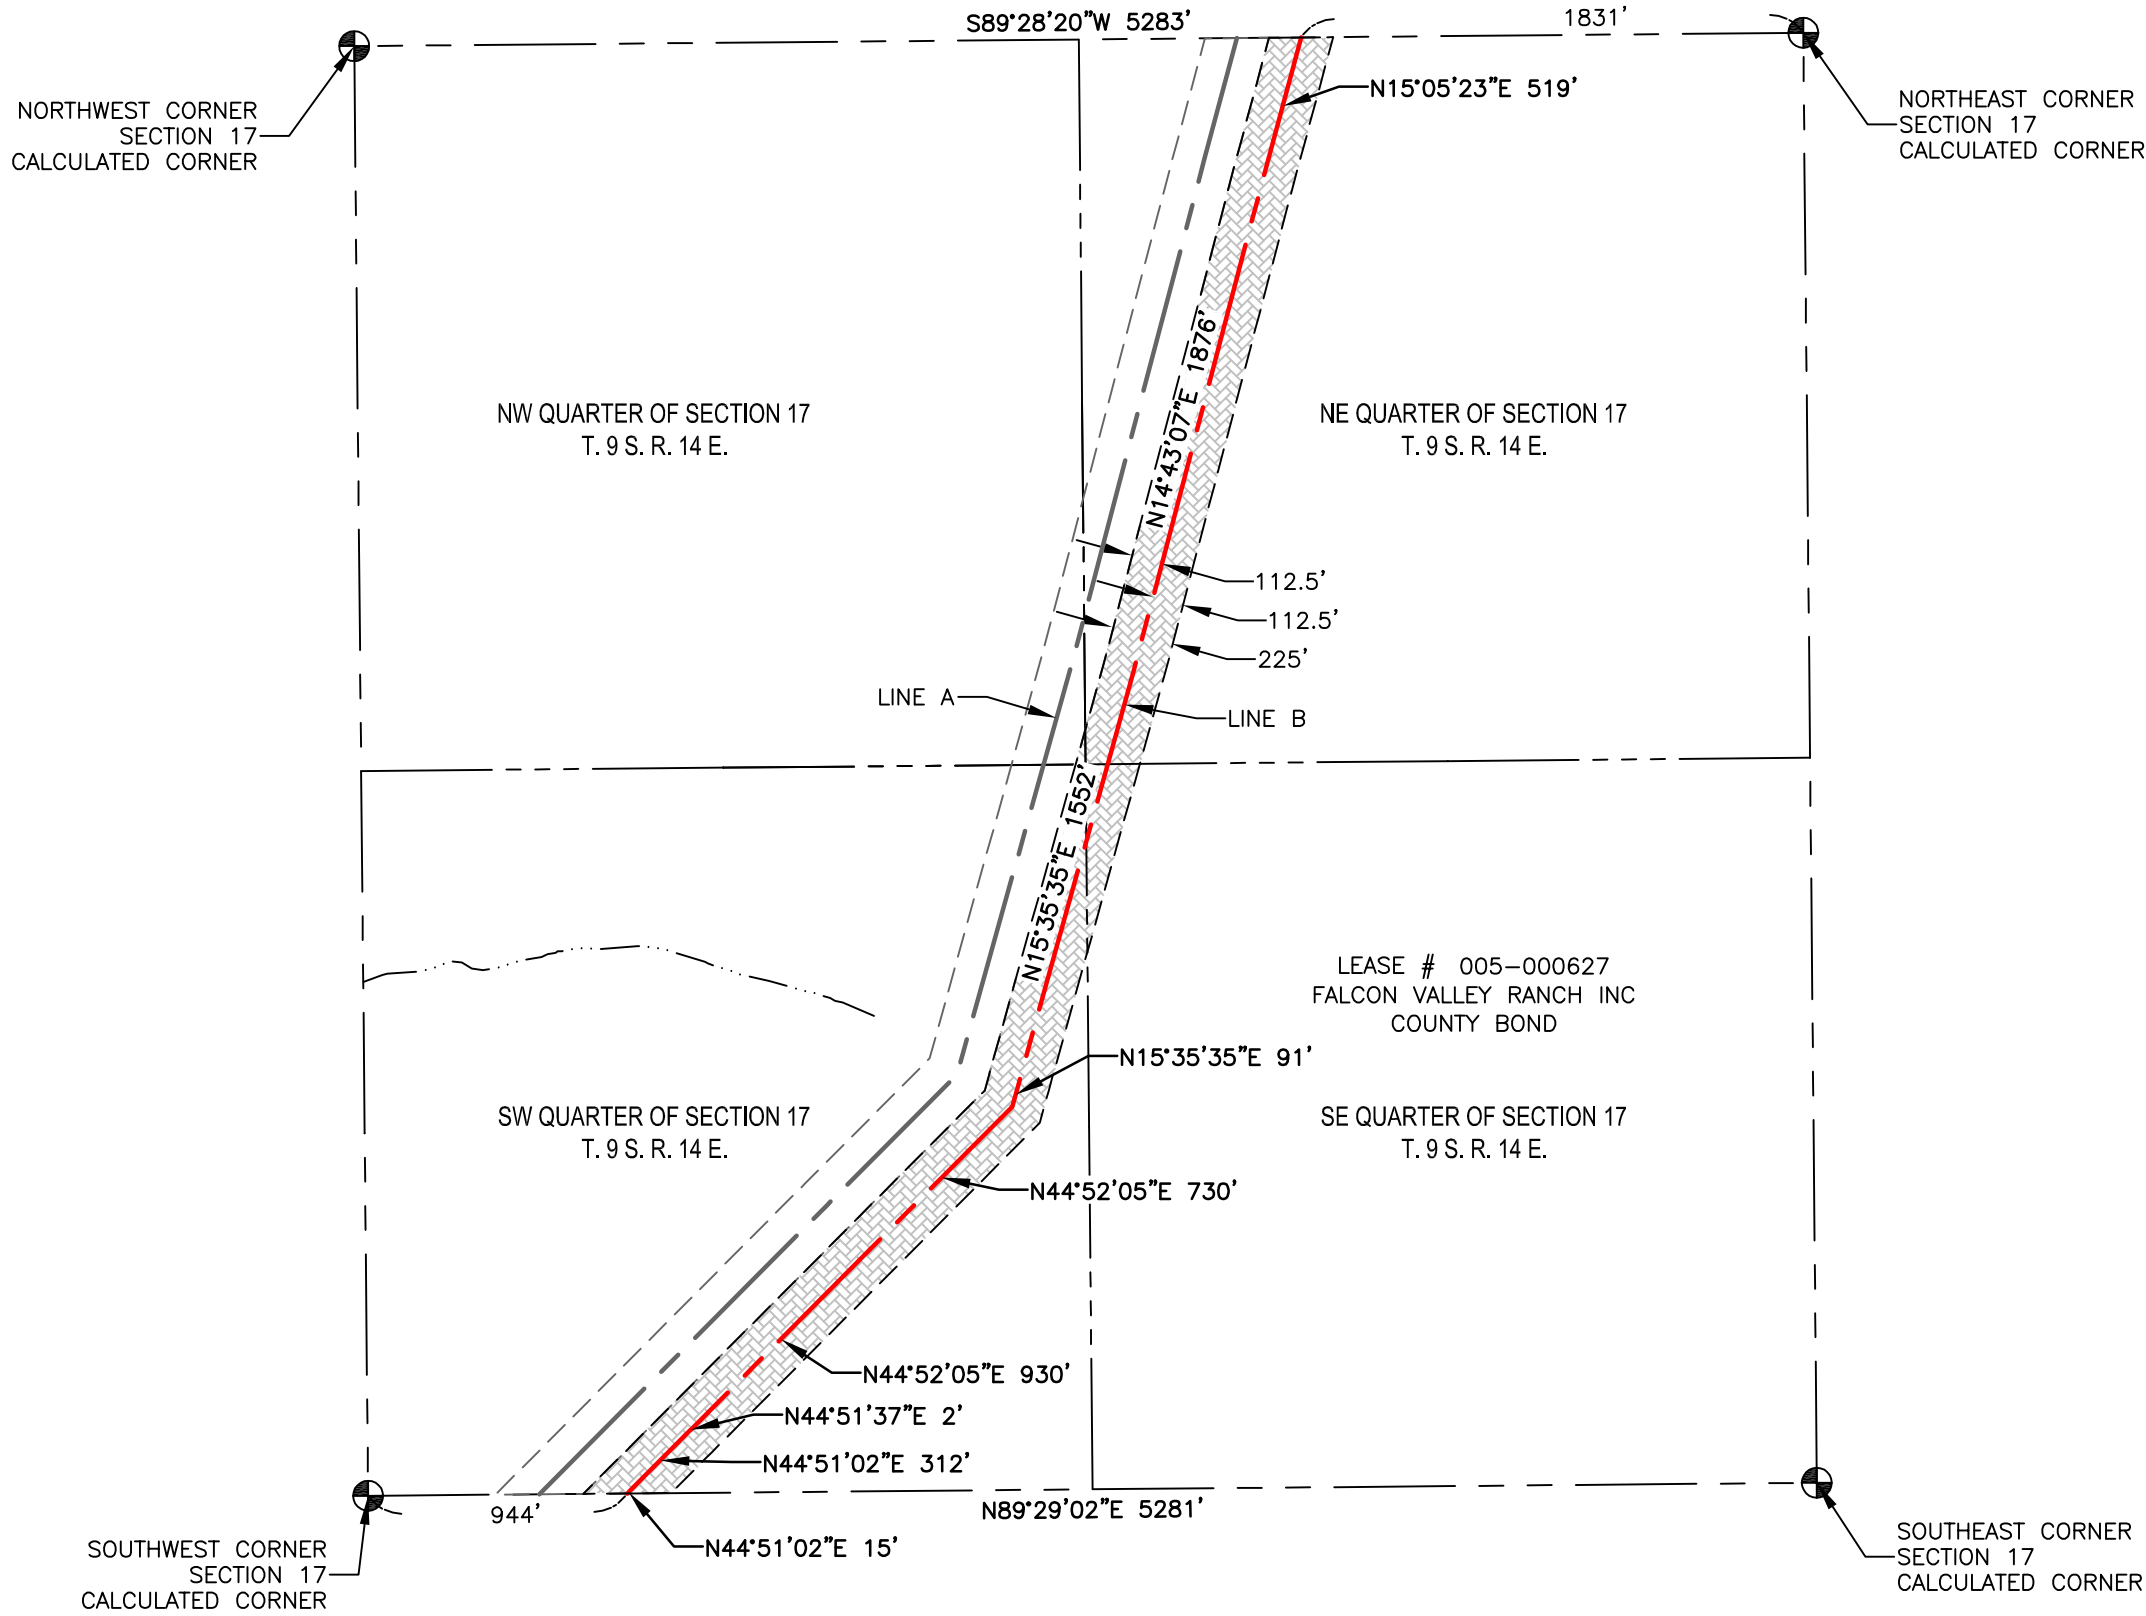 S89°28'20"W 5283'
1831'
N15°05'23"E 519'
NORTHWEST CORNER
SECTION 17
CALCULATED CORNER
NORTHEAST CORNER
SECTION 17
CALCULATED CORNER
N14°43'07"E 1876'
NW QUARTER OF SECTION 17
T. 9 S. R. 14 E.
NE QUARTER OF SECTION 17
T. 9 S. R. 14 E.
112.5'
112.5'
225'
LINE A
LINE B
N15°35'35"E 1552'
LEASE # 005-000627
FALCON VALLEY RANCH INC
COUNTY BOND
N15°35'35"E 91'
SW QUARTER OF SECTION 17
T. 9 S. R. 14 E.
SE QUARTER OF SECTION 17
T. 9 S. R. 14 E.
N44°52'05"E 730'
N44°52'05"E 930'
N44°51'37"E 2'
N44°51'02"E 312'
944'
N89°29'02"E 5281'
N44°51'02"E 15'
SOUTHWEST CORNER
SECTION 17
CALCULATED CORNER
SOUTHEAST CORNER
SECTION 17
CALCULATED CORNER